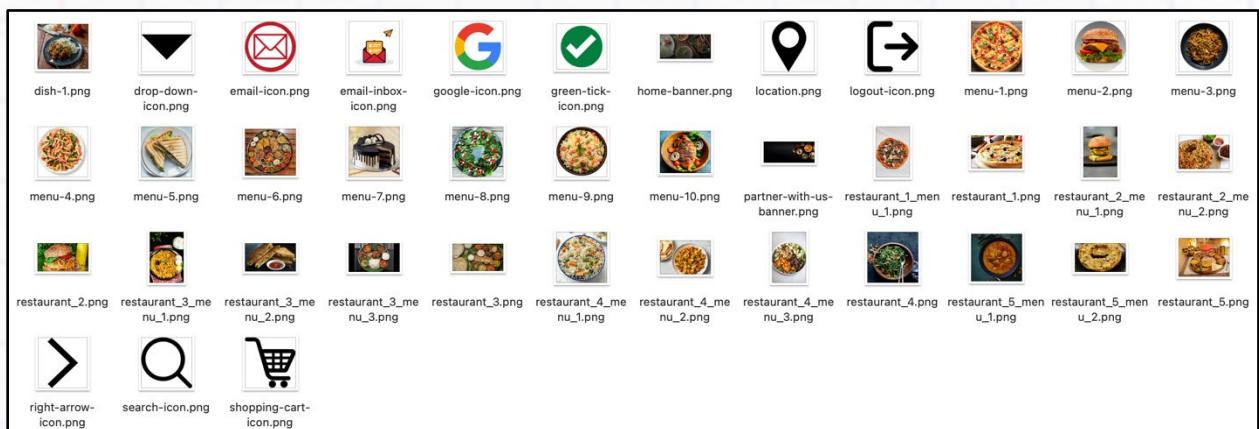 dish-1.png
drop-down-
icon.png
email-icon.png
email-inbox-
icon.png
google-icon.png
green-tick-
icon.png
home-banner.png
location.png
logout-icon.png
menu-1.png
menu-2.png
menu-3.png
menu-4.png
menu-5.png
menu-6.png
menu-7.png
menu-8.png
menu-9.png
menu-10.png
partner-with-us-
banner.png
restaurant_1_men
u_1.png
restaurant_1.png
restaurant_2_me
nu_1.png
restaurant_2_me
nu_2.png
restaurant_2.png
restaurant_3_me
nu_1.png
restaurant_3_me
nu_2.png
restaurant_3_me
nu_3.png
restaurant_3.png
restaurant_4_me
nu_1.png
restaurant_4_me
nu_2.png
restaurant_4_me
nu_3.png
restaurant_4.png
restaurant_5_men
u_1.png
restaurant_5_men
u_2.png
restaurant_5.png
right-arrow-
icon.png
search-icon.png
shopping-cart-
icon.png